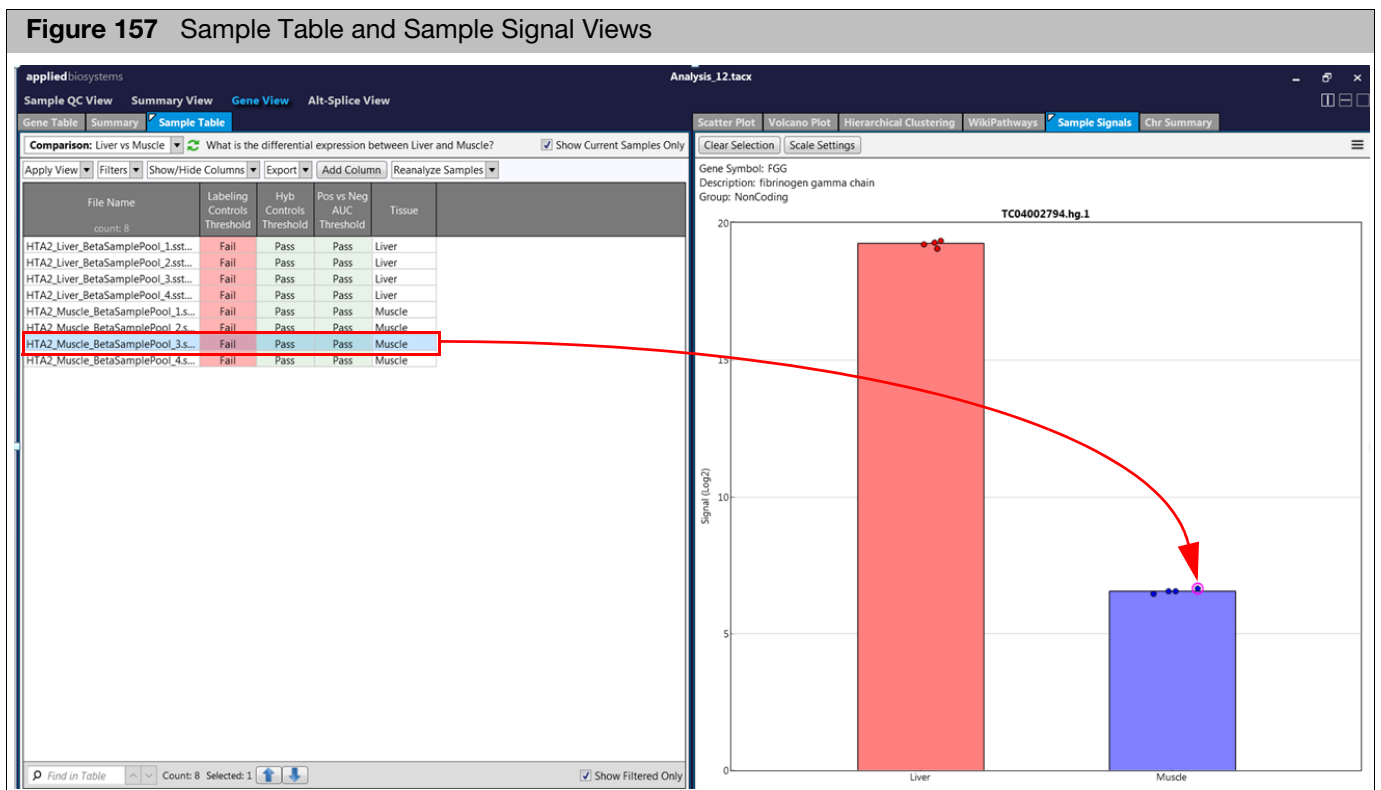 Figure 157 Sample Table and Sample Signal Views
appliedbiosystems
Analysis_12.tacx
Sample QC View Summary View Gene View Alt-Splice View
Gene Table Summary Sample Table
Comparison: Liver vs Muscle What is the differential expression between Liver and Muscle? Show Current Samples Only
Apply View Filters Show/Hide Columns Export Add Column Reanalyze Samples
File Name
count: 8
Labeling
Controls
Threshold
Hyb
Controls
Threshold
Pos vs Neg
AUC
Threshold
Tissue
HTA2_Liver_BetaSamplePool_1.sst... Fail Pass Pass Liver
HTA2_Liver_BetaSamplePool_2.sst... Fail Pass Pass Liver
HTA2_Liver_BetaSamplePool_3.sst... Fail Pass Pass Liver
HTA2_Liver_BetaSamplePool_4.sst... Fail Pass Pass Liver
HTA2_Muscle_BetaSamplePool_1.s... Fail Pass Pass Muscle
HTA2_Muscle_BetaSamplePool_2.s... Fail Pass Pass Muscle
HTA2_Muscle_BetaSamplePool_3.s... Fail Pass Pass Muscle
HTA2_Muscle_BetaSamplePool_4.s... Fail Pass Pass Muscle
Find in Table Count: 8 Selected: 1 Show Filtered Only
Scatter Plot Volcano Plot Hierarchical Clustering WikiPathways Sample Signals Chr Summary
Clear Selection Scale Settings
Gene Symbol: FGG
Description: fibrinogen gamma chain
Group: NonCoding
TC04002794.hg.1
20
15
10
5
0
Signal (Log2)
Liver Muscle